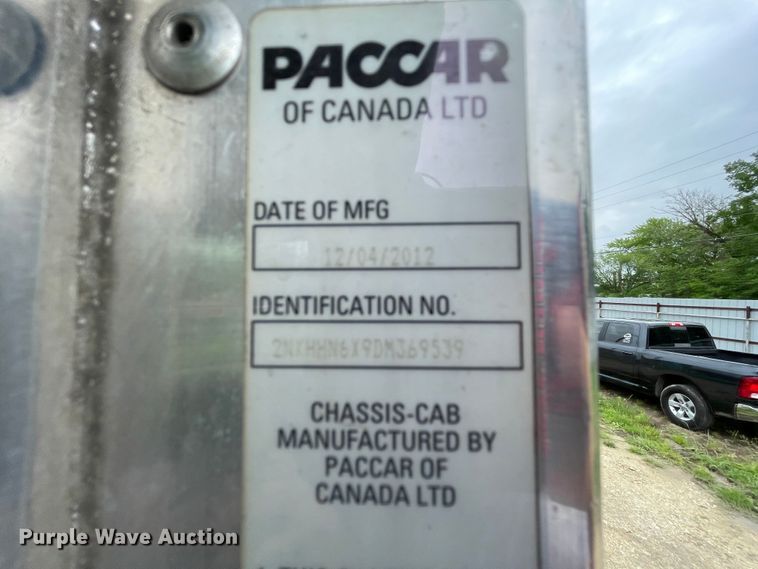 PACCAR
OF CANADA LTD
DATE OF MFG
12/04/2012
IDENTIFICATION NO.
2NKHHN6X9DM369539
CHASSIS-CAB
MANUFACTURED BY
PACCAR OF
CANADA LTD
Purple Wave Auction